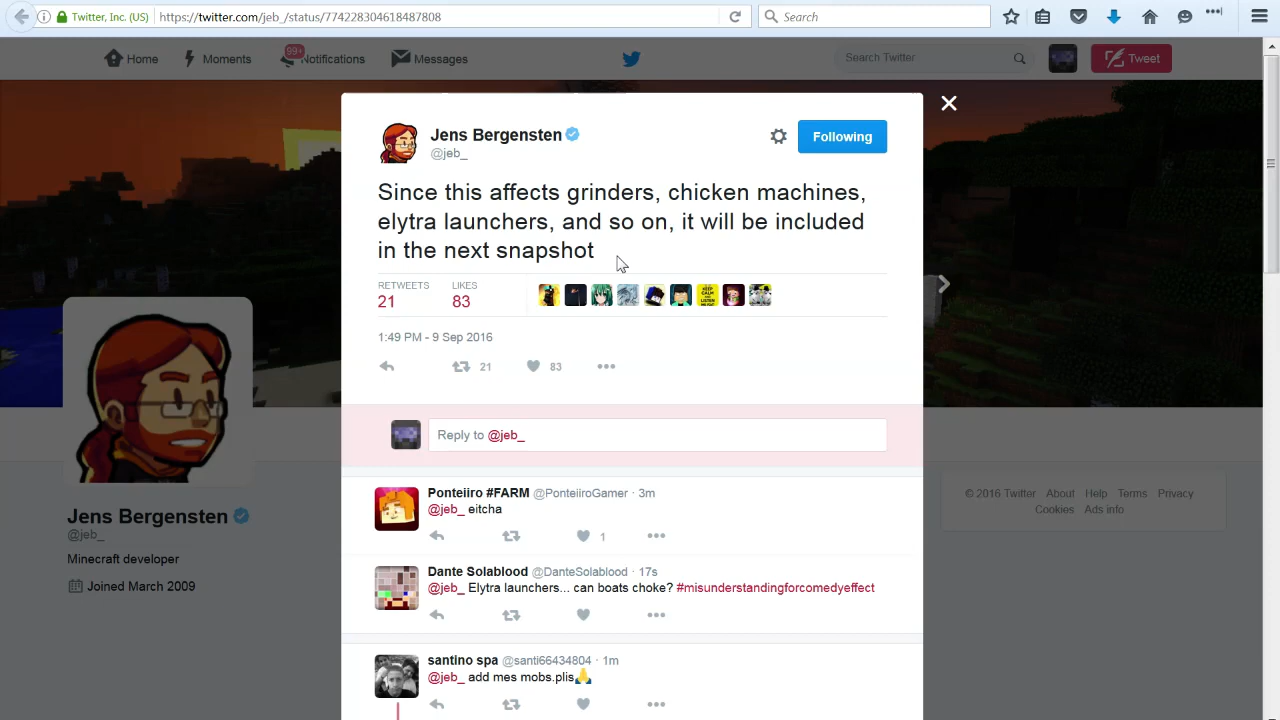 Twitter, Inc. (US)
https://twitter.com/jeb_/status/774228304618487808
Search
Home
Moments
99+
Notifications
Messages
Search Twitter
Tweet
Jens Bergensten
@jeb_
Following
Since this affects grinders, chicken machines,
elytra launchers, and so on, it will be included
in the next snapshot
RETWEETS
21
LIKES
83
1:49 PM - 9 Sep 2016
21
83
Reply to @jeb_
Jens Bergensten
@jeb_
Minecraft developer
Joined March 2009
© 2016 Twitter About Help Terms Privacy
Cookies Ads info
Ponteiiro #FARM @PonteiiroGamer · 3m
@jeb_ eitcha
1
Dante Solablood @DanteSolablood · 17s
@jeb_ Elytra launchers... can boats choke? #misunderstandingforcomedyeffect
santino spa @santi66434804 · 1m
@jeb_ add mes mobs.plis🙏